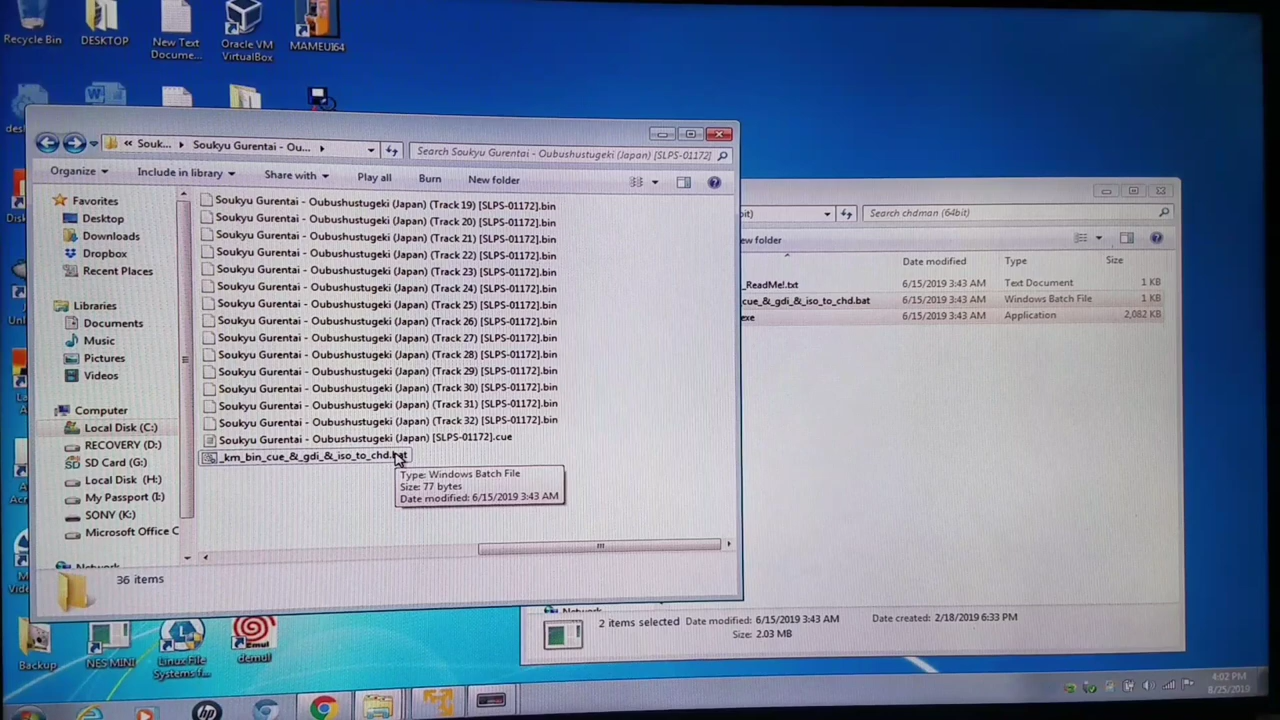 Recycle Bin
DESKTOP
New Text
Docume...
Oracle VM
VirtualBox
MAMEU164
« Souk...
Soukyu Gurentai - Ou...
Search Soukyu Gurentai - Oubushustugeki (Japan) [SLPS-01172]
Organize
Include in library
Share with
Play all
Burn
New folder
Favorites
Desktop
Downloads
Dropbox
Recent Places
Libraries
Documents
Music
Pictures
Videos
Computer
Local Disk (C:)
RECOVERY (D:)
SD Card (G:)
Local Disk (H:)
My Passport (I:)
SONY (K:)
Microsoft Office C
Network
Soukyu Gurentai - Oubushustugeki (Japan) (Track 19) [SLPS-01172].bin
Soukyu Gurentai - Oubushustugeki (Japan) (Track 20) [SLPS-01172].bin
Soukyu Gurentai - Oubushustugeki (Japan) (Track 21) [SLPS-01172].bin
Soukyu Gurentai - Oubushustugeki (Japan) (Track 22) [SLPS-01172].bin
Soukyu Gurentai - Oubushustugeki (Japan) (Track 23) [SLPS-01172].bin
Soukyu Gurentai - Oubushustugeki (Japan) (Track 24) [SLPS-01172].bin
Soukyu Gurentai - Oubushustugeki (Japan) (Track 25) [SLPS-01172].bin
Soukyu Gurentai - Oubushustugeki (Japan) (Track 26) [SLPS-01172].bin
Soukyu Gurentai - Oubushustugeki (Japan) (Track 27) [SLPS-01172].bin
Soukyu Gurentai - Oubushustugeki (Japan) (Track 28) [SLPS-01172].bin
Soukyu Gurentai - Oubushustugeki (Japan) (Track 29) [SLPS-01172].bin
Soukyu Gurentai - Oubushustugeki (Japan) (Track 30) [SLPS-01172].bin
Soukyu Gurentai - Oubushustugeki (Japan) (Track 31) [SLPS-01172].bin
Soukyu Gurentai - Oubushustugeki (Japan) (Track 32) [SLPS-01172].bin
Soukyu Gurentai - Oubushustugeki (Japan) [SLPS-01172].cue
_km_bin_cue_&_gdi_&_iso_to_chd.bat
Type: Windows Batch File
Size: 77 bytes
Date modified: 6/15/2019 3:43 AM
36 items
bit)
Search chdman (64bit)
ew folder
Date modified
Type
Size
_ReadMe!.txt
6/15/2019 3:43 AM
Text Document
1 KB
cue_&_gdi_&_iso_to_chd.bat
6/15/2019 3:43 AM
Windows Batch File
1 KB
exe
6/15/2019 3:43 AM
Application
2,082 KB
Network
2 items selected
Date modified: 6/15/2019 3:43 AM
Date created: 2/18/2019 6:33 PM
Size: 2.03 MB
Backup
NES MINI
Linux File
Systems f...
demul
hp
4:02 PM
8/25/2019